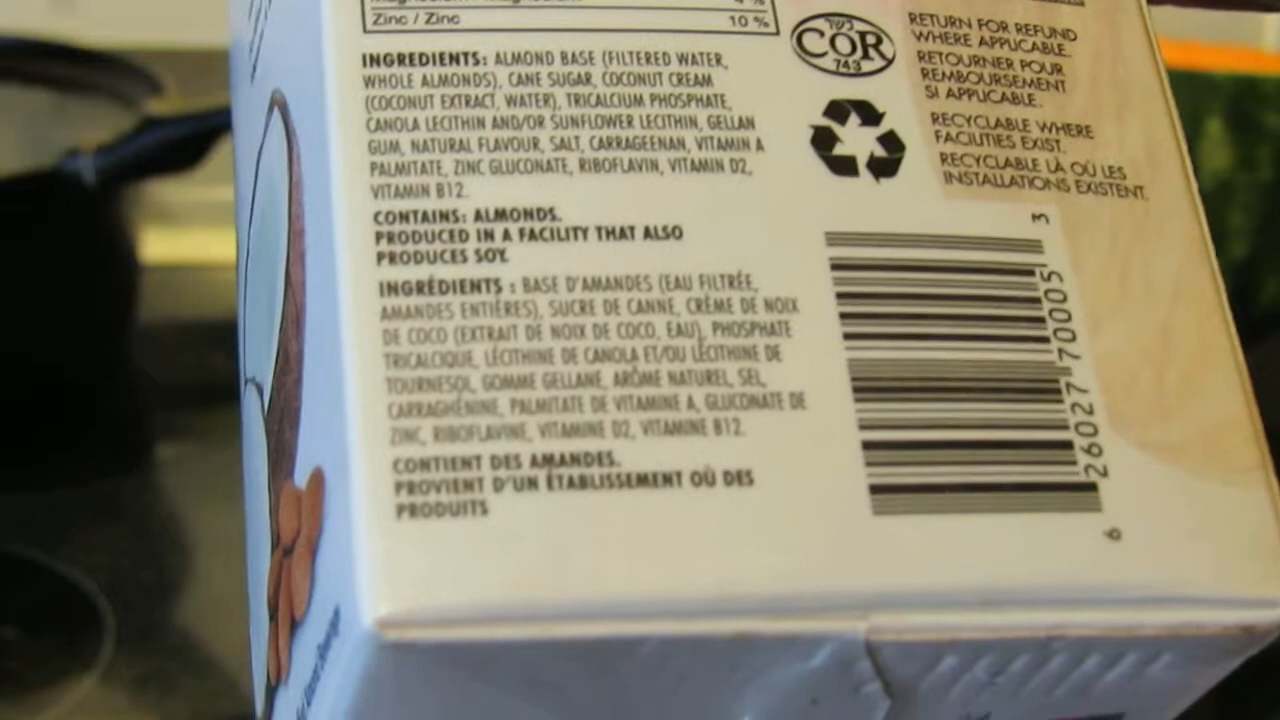 Zinc / Zinc 10 %
INGREDIENTS: ALMOND BASE (FILTERED WATER,
WHOLE ALMONDS), CANE SUGAR, COCONUT CREAM
(COCONUT EXTRACT, WATER), TRICALCIUM PHOSPHATE,
CANOLA LECITHIN AND/OR SUNFLOWER LECITHIN, GELLAN
GUM, NATURAL FLAVOUR, SALT, CARRAGEENAN, VITAMIN A
PALMITATE, ZINC GLUCONATE, RIBOFLAVIN, VITAMIN D2,
VITAMIN B12.
CONTAINS: ALMONDS.
PRODUCED IN A FACILITY THAT ALSO
PRODUCES SOY.
INGRÉDIENTS : BASE D'AMANDES (EAU FILTRÉE,
AMANDES ENTIÈRES), SUCRE DE CANNE, CRÈME DE NOIX
DE COCO (EXTRAIT DE NOIX DE COCO, EAU), PHOSPHATE
TRICALCIQUE, LÉCITHINE DE CANOLA ET/OU LÉCITHINE DE
TOURNESOL, GOMME GELLANE, ARÔME NATUREL, SEL,
CARRAGHÉNINE, PALMITATE DE VITAMINE A, GLUCONATE DE
ZINC, RIBOFLAVINE, VITAMINE D2, VITAMINE B12.
CONTIENT DES AMANDES.
PROVIENT D'UN ÉTABLISSEMENT OÙ DES
PRODUITS
כשר
COR
743
RETURN FOR REFUND
WHERE APPLICABLE.
RETOURNER POUR
REMBOURSEMENT
SI APPLICABLE.
RECYCLABLE WHERE
FACILITIES EXIST.
RECYCLABLE LÀ OÙ LES
INSTALLATIONS EXISTENT.
6 26027 70005 3